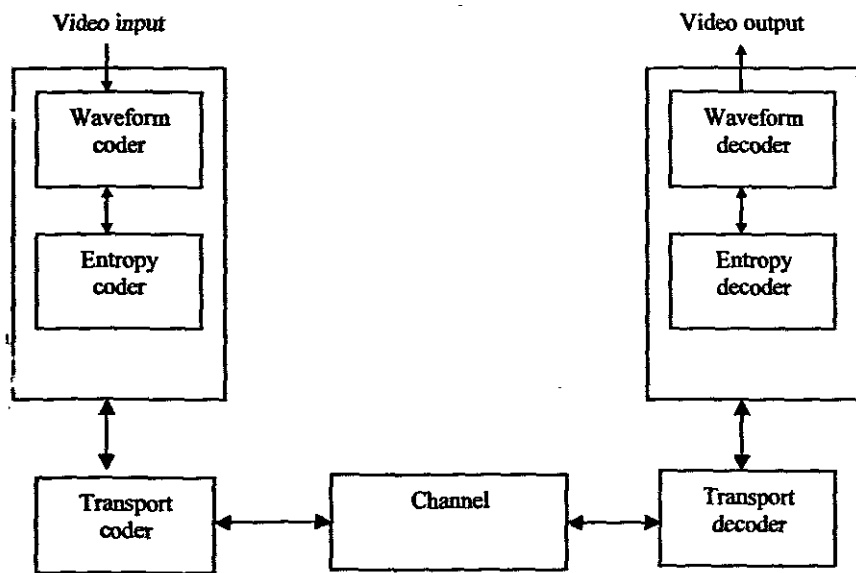 Video input
Video output
Waveform
coder
Waveform
decoder
Entropy
coder
Entropy
decoder
Transport
coder
Channel
Transport
decoder